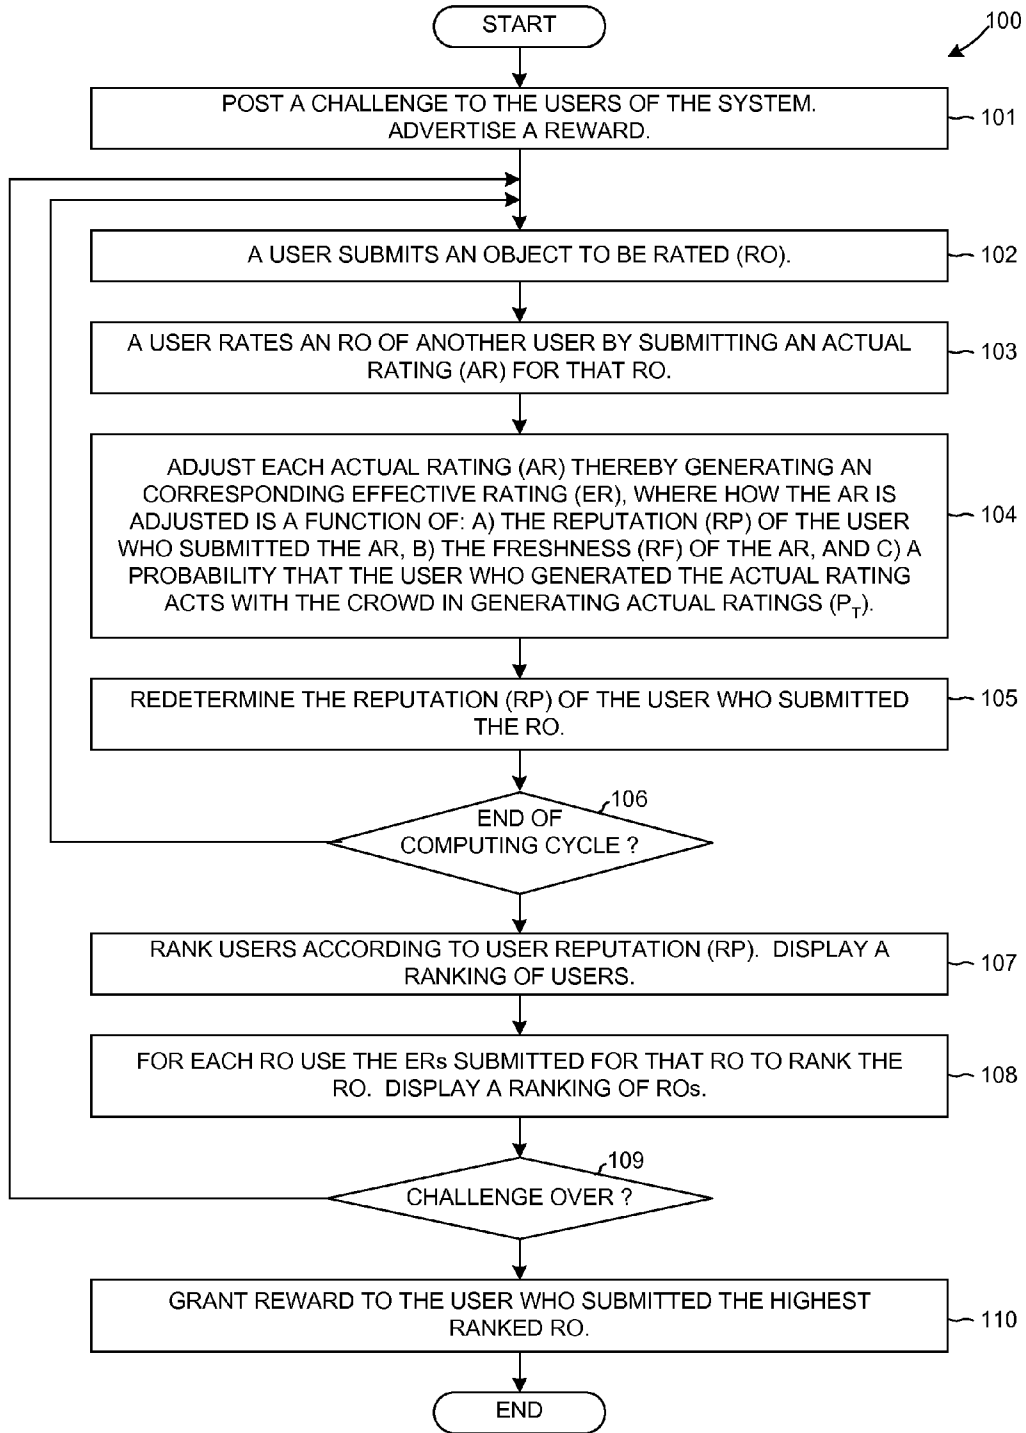 START
100
POST A CHALLENGE TO THE USERS OF THE SYSTEM.
ADVERTISE A REWARD.
101
A USER SUBMITS AN OBJECT TO BE RATED (RO).
102
A USER RATES AN RO OF ANOTHER USER BY SUBMITTING AN ACTUAL
RATING (AR) FOR THAT RO.
103
ADJUST EACH ACTUAL RATING (AR) THEREBY GENERATING AN
CORRESPONDING EFFECTIVE RATING (ER), WHERE HOW THE AR IS
ADJUSTED IS A FUNCTION OF: A) THE REPUTATION (RP) OF THE USER
WHO SUBMITTED THE AR, B) THE FRESHNESS (RF) OF THE AR, AND C) A
PROBABILITY THAT THE USER WHO GENERATED THE ACTUAL RATING
ACTS WITH THE CROWD IN GENERATING ACTUAL RATINGS (PT).
104
REDETERMINE THE REPUTATION (RP) OF THE USER WHO SUBMITTED
THE RO.
105
106
END OF
COMPUTING CYCLE ?
RANK USERS ACCORDING TO USER REPUTATION (RP). DISPLAY A
RANKING OF USERS.
107
FOR EACH RO USE THE ERs SUBMITTED FOR THAT RO TO RANK THE
RO. DISPLAY A RANKING OF ROs.
108
109
CHALLENGE OVER ?
GRANT REWARD TO THE USER WHO SUBMITTED THE HIGHEST
RANKED RO.
110
END